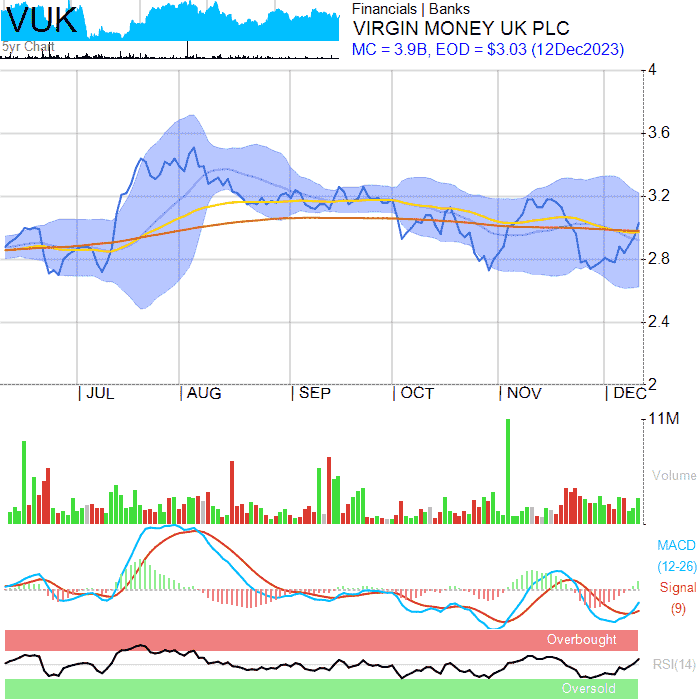 VUK
5yr Chart
Financials | Banks
VIRGIN MONEY UK PLC
MC = 3.9B, EOD = $3.03 (12Dec2023)
4
3.6
3.2
2.8
2.4
2
| JUL | AUG | SEP | OCT | NOV | DEC
11M
Volume
MACD
(12-26)
Signal
(9)
Overbought
RSI(14)
Oversold